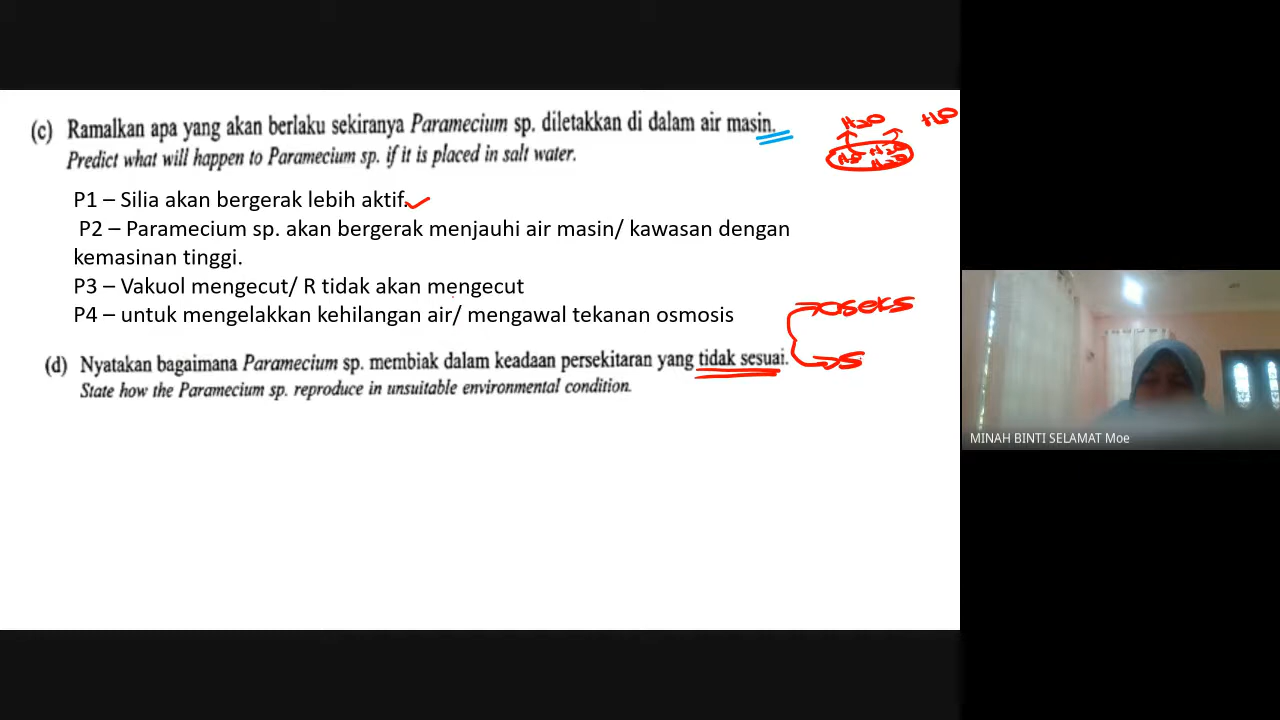 (c) Ramalkan apa yang akan berlaku sekiranya Paramecium sp. diletakkan di dalam air masin.
Predict what will happen to Paramecium sp. if it is placed in salt water.
H2O
H2O
H2O
H2O
P1 – Silia akan bergerak lebih aktif.
P2 – Paramecium sp. akan bergerak menjauhi air masin/ kawasan dengan
kemasinan tinggi.
P3 – Vakuol mengecut/ R tidak akan mengecut
P4 – untuk mengelakkan kehilangan air/ mengawal tekanan osmosis
oseks
S
(d) Nyatakan bagaimana Paramecium sp. membiak dalam keadaan persekitaran yang tidak sesuai.
State how the Paramecium sp. reproduce in unsuitable environmental condition.
MINAH BINTI SELAMAT Moe